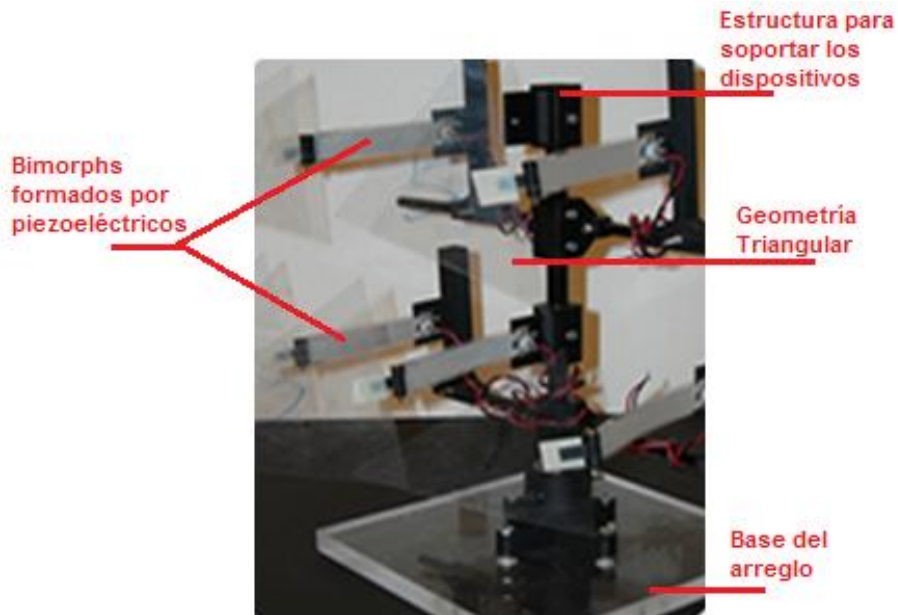 Estructura para
soportar los
dispositivos
Bimorphs
formados por
piezoeléctricos
Geometría
Triangular
Base del
arreglo